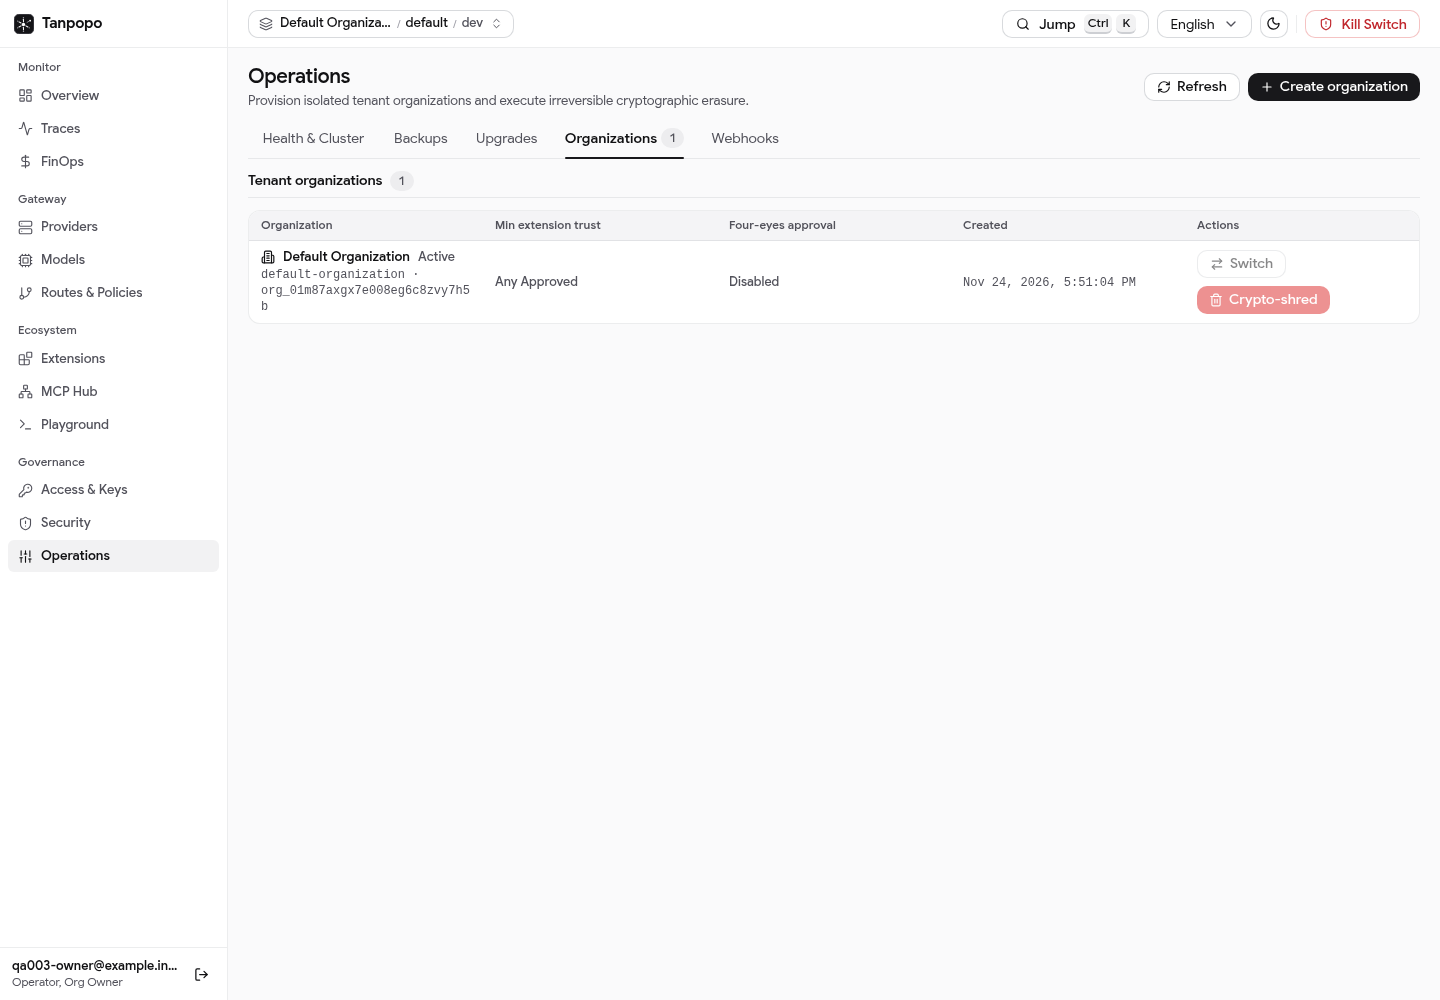 Tanpopo
Default Organiza... / default / dev
Jump Ctrl K
English
Kill Switch
Monitor
Overview
Traces
FinOps
Gateway
Providers
Models
Routes & Policies
Ecosystem
Extensions
MCP Hub
Playground
Governance
Access & Keys
Security
Operations
qa003-owner@example.in...
Operator, Org Owner
Operations
Provision isolated tenant organizations and execute irreversible cryptographic erasure.
Refresh
Create organization
Health & Cluster Backups Upgrades Organizations 1 Webhooks
Tenant organizations 1
Organization Min extension trust Four-eyes approval Created Actions
Default Organization Active
default-organization ·
org_01m87axgx7e008eg6c8zvy7h5
b
Any Approved
Disabled
Nov 24, 2026, 5:51:04 PM
Switch
Crypto-shred